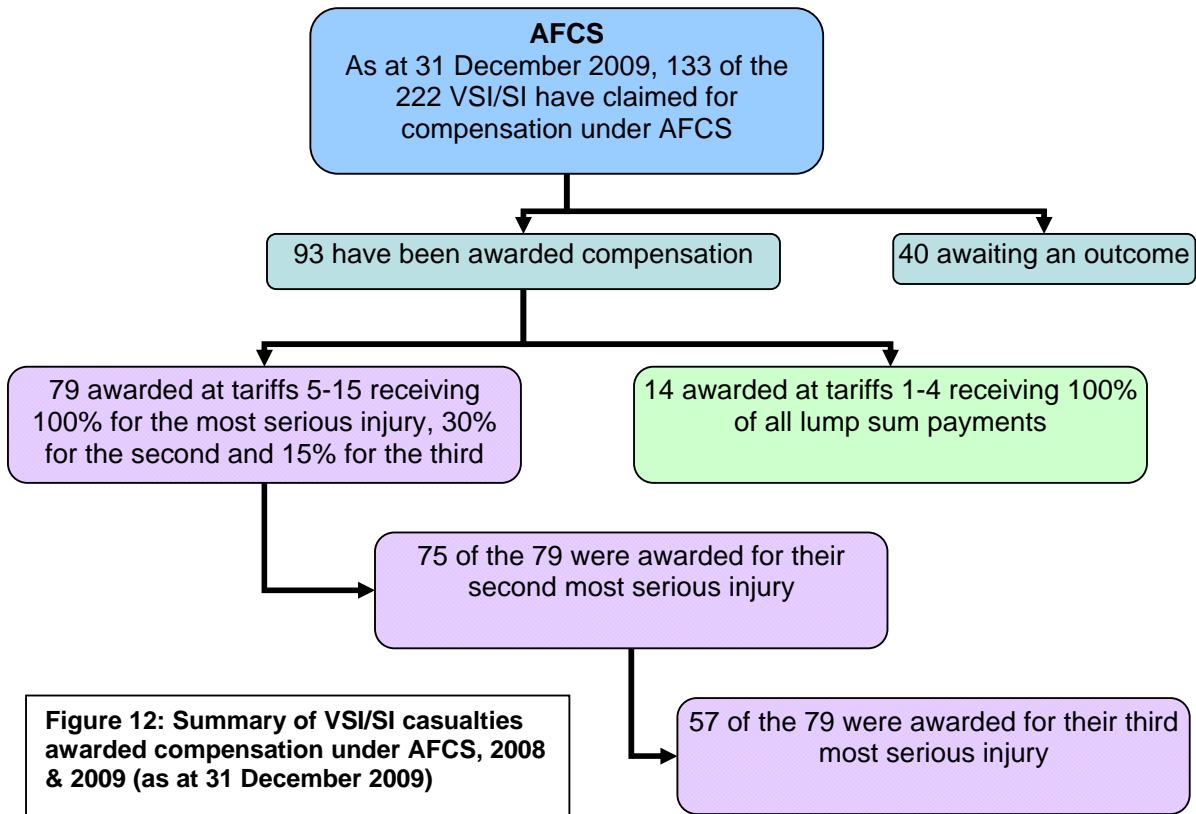 AFCS
As at 31 December 2009, 133 of the
222 VSI/SI have claimed for
compensation under AFCS
93 have been awarded compensation
40 awaiting an outcome
79 awarded at tariffs 5-15 receiving
100% for the most serious injury, 30%
for the second and 15% for the third
14 awarded at tariffs 1-4 receiving 100%
of all lump sum payments
75 of the 79 were awarded for their
second most serious injury
57 of the 79 were awarded for their third
most serious injury
Figure 12: Summary of VSI/SI casualties
awarded compensation under AFCS, 2008
& 2009 (as at 31 December 2009)